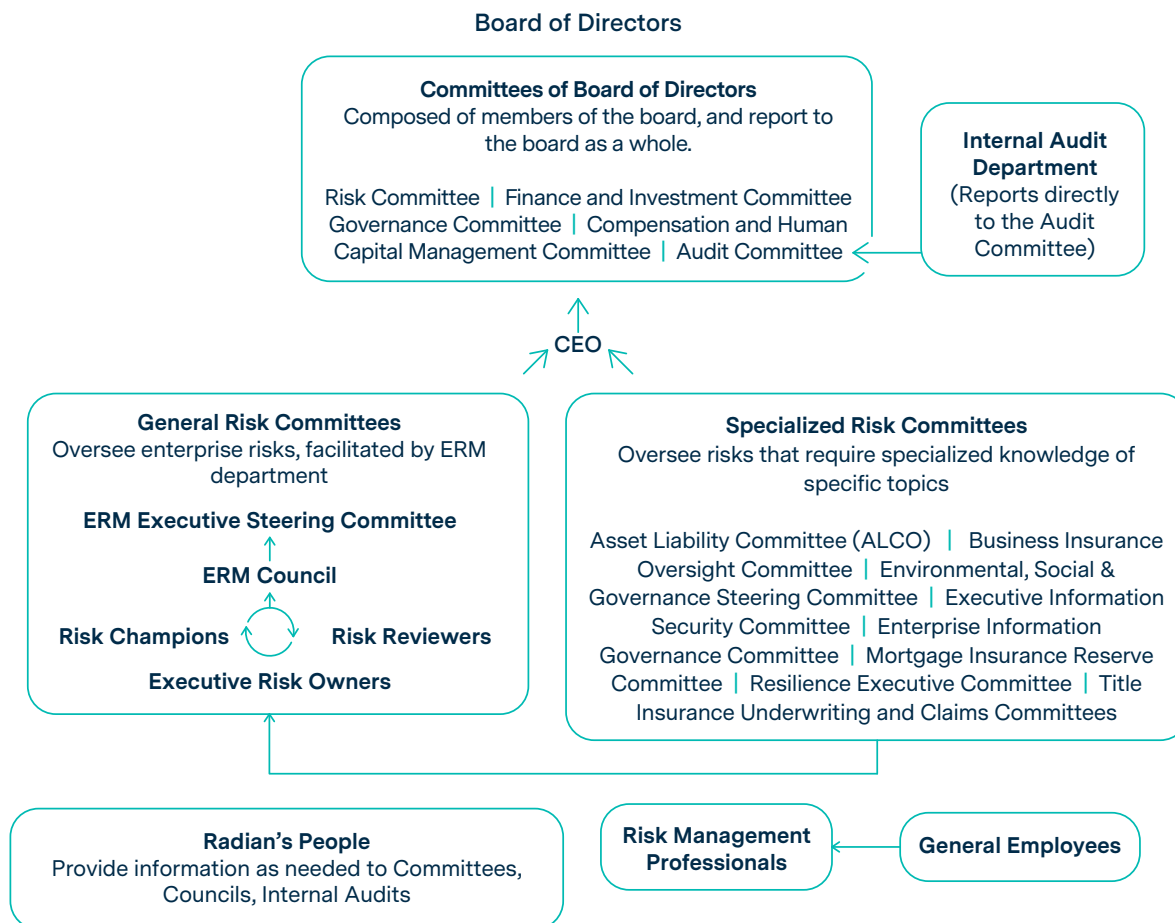 Board of Directors
Committees of Board of Directors
Composed of members of the board, and report to
the board as a whole.
Risk Committee | Finance and Investment Committee
Governance Committee | Compensation and Human
Capital Management Committee | Audit Committee
Internal Audit
Department
(Reports directly
to the Audit
Committee)
CEO
General Risk Committees
Oversee enterprise risks, facilitated by ERM
department
ERM Executive Steering Committee
ERM Council
Risk Champions
Risk Reviewers
Executive Risk Owners
Specialized Risk Committees
Oversee risks that require specialized knowledge of
specific topics
Asset Liability Committee (ALCO) | Business Insurance
Oversight Committee | Environmental, Social &
Governance Steering Committee | Executive Information
Security Committee | Enterprise Information
Governance Committee | Mortgage Insurance Reserve
Committee | Resilience Executive Committee | Title
Insurance Underwriting and Claims Committees
Radian’s People
Provide information as needed to Committees,
Councils, Internal Audits
Risk Management
Professionals
General Employees